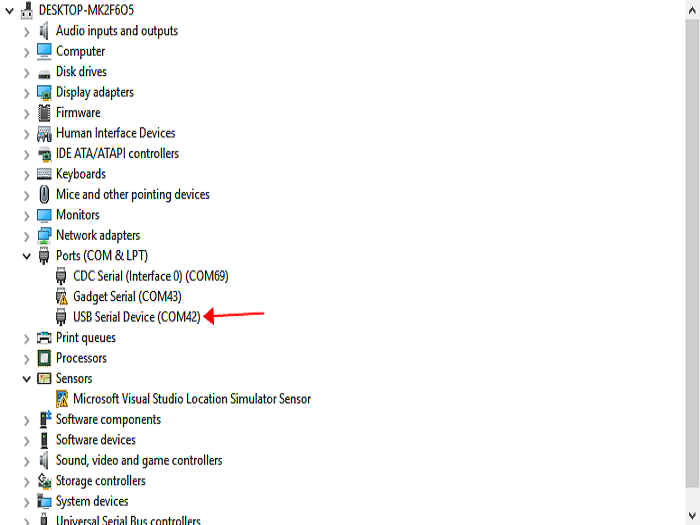 DESKTOP-MK2F6O5
Audio inputs and outputs
Computer
Disk drives
Display adapters
Firmware
Human Interface Devices
IDE ATA/ATAPI controllers
Keyboards
Mice and other pointing devices
Monitors
Network adapters
Ports (COM & LPT)
CDC Serial (Interface 0) (COM69)
Gadget Serial (COM43)
USB Serial Device (COM42)
Print queues
Processors
Sensors
Microsoft Visual Studio Location Simulator Sensor
Software components
Software devices
Sound, video and game controllers
Storage controllers
System devices
Universal Serial Bus controllers